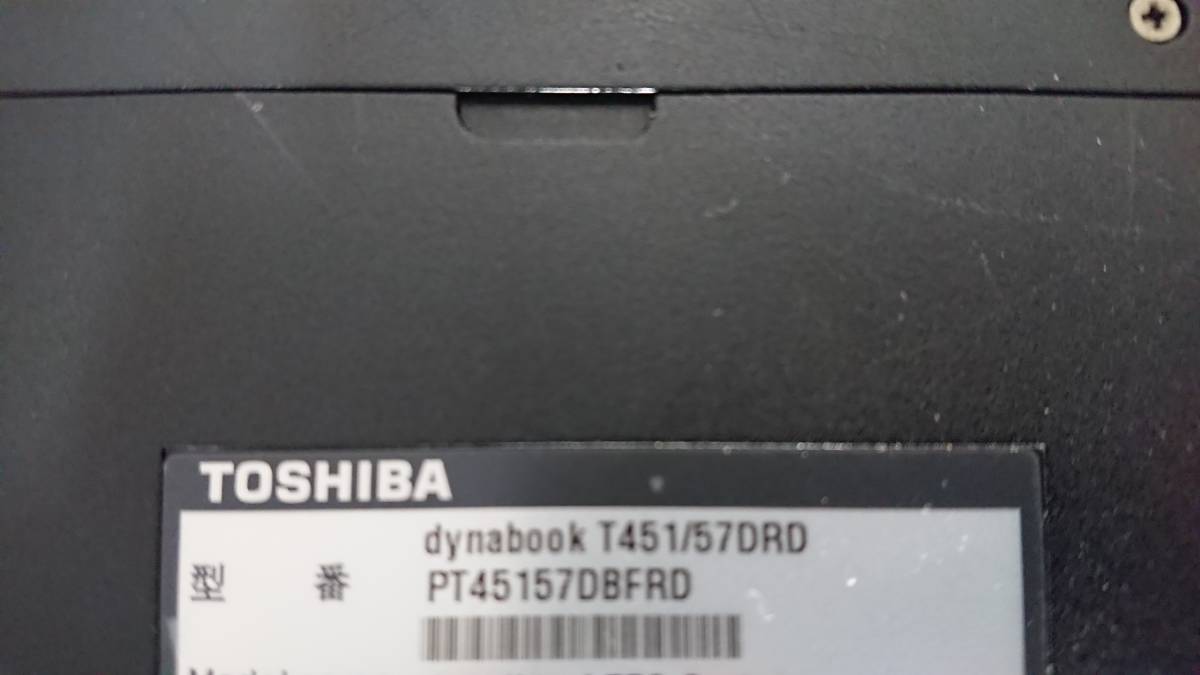 TOSHIBA
dynabook T451/57DRD
型 番 PT45157DBFRD